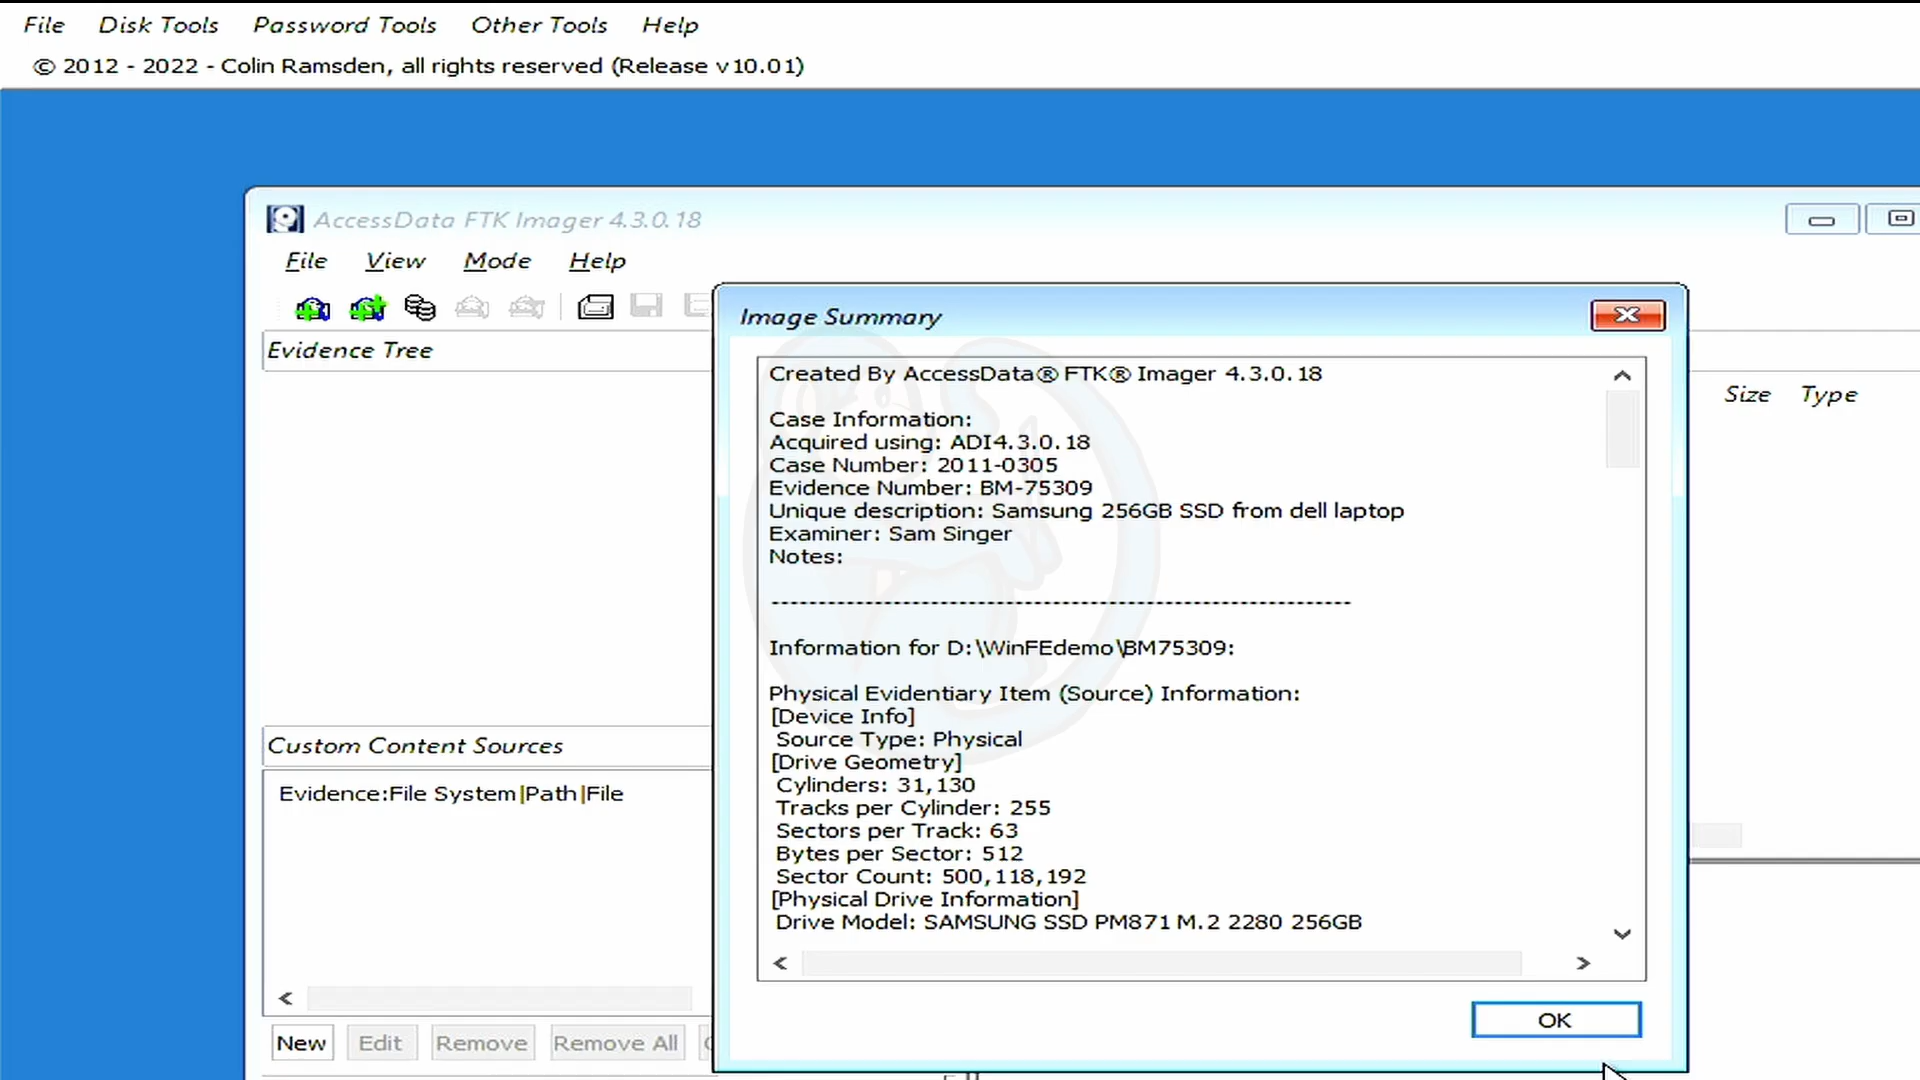 File Disk Tools Password Tools Other Tools Help
© 2012 - 2022 - Colin Ramsden, all rights reserved (Release v10.01)
AccessData FTK Imager 4.3.0.18
File View Mode Help
Evidence Tree
Size Type
Image Summary
Created By AccessData® FTK® Imager 4.3.0.18
Case Information:
Acquired using: ADI4.3.0.18
Case Number: 2011-0305
Evidence Number: BM-75309
Unique description: Samsung 256GB SSD from dell laptop
Examiner: Sam Singer
Notes:
--------------------------------------------------------------
Information for D:\WinFEdemo\BM75309:
Physical Evidentiary Item (Source) Information:
[Device Info]
Source Type: Physical
[Drive Geometry]
Cylinders: 31,130
Tracks per Cylinder: 255
Sectors per Track: 63
Bytes per Sector: 512
Sector Count: 500,118,192
[Physical Drive Information]
Drive Model: SAMSUNG SSD PM871 M.2 2280 256GB
OK
Custom Content Sources
Evidence:File System|Path|File
New Edit Remove Remove All